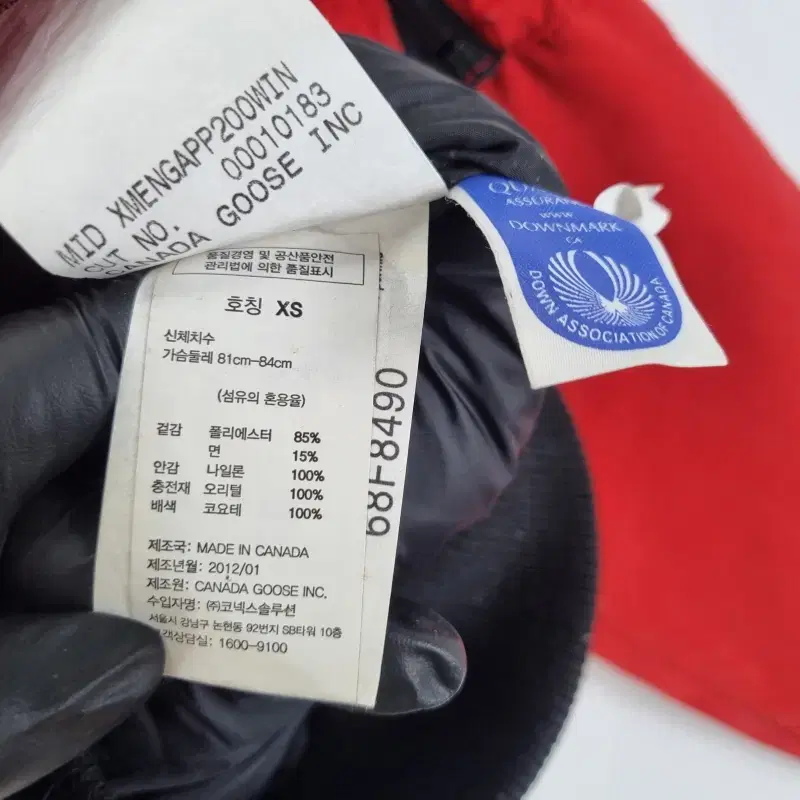 MID XMENGAPP200WIN
CUT NO. 00010183
CANADA GOOSE INC
품질경영 및 공산품안전
관리법에 의한 품질표시
호칭 XS
신체치수
가슴둘레 81cm-84cm
(섬유의 혼용율)
겉감 폴리에스터 85%
면 15%
안감 나일론 100%
충전재 오리털 100%
배색 코요테 100%
제조국: MADE IN CANADA
제조년월: 2012/01
제조원: CANADA GOOSE INC.
수입자명: ㈜코넥스솔루션
서울시 강남구 논현동 92번지 SB타워 10층
고객상담실: 1600-9100
68F8490
ASSURAN
WWW
DOWNMARK
CA
DOWN ASSOCIATION OF CANADA